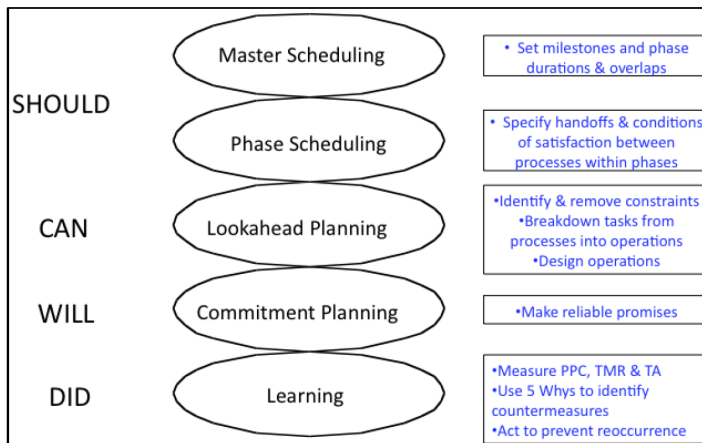 Master Scheduling
• Set milestones and phase
durations & overlaps
SHOULD
Phase Scheduling
• Specify handoffs & conditions
of satisfaction between
processes within phases
CAN
Lookahead Planning
•Identify & remove constraints
•Breakdown tasks from
processes into operations
•Design operations
WILL
Commitment Planning
•Make reliable promises
DID
Learning
•Measure PPC, TMR & TA
•Use 5 Whys to identify
countermeasures
•Act to prevent reoccurrence